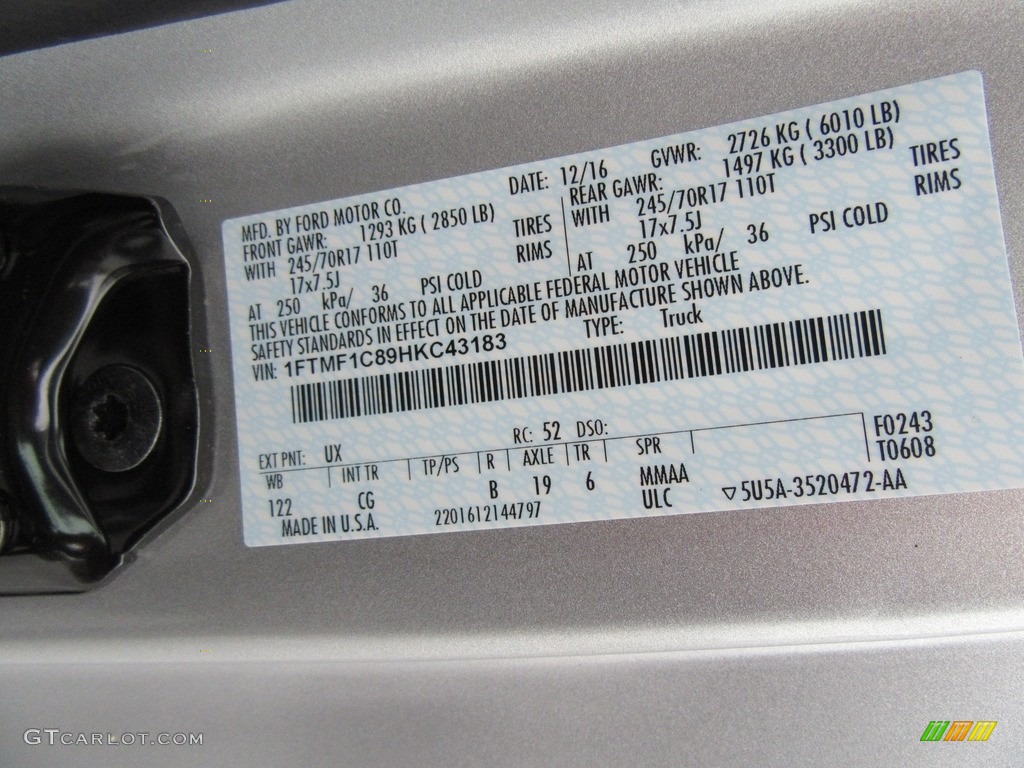 MFD. BY FORD MOTOR CO. DATE: 12/16 GVWR: 2726 KG ( 6010 LB)
FRONT GAWR: 1293 KG ( 2850 LB) REAR GAWR: 1497 KG ( 3300 LB)
WITH 245/70R17 110T TIRES WITH 245/70R17 110T TIRES
17x7.5J RIMS 17x7.5J RIMS
AT 250 kPa/ 36 PSI COLD AT 250 kPa/ 36 PSI COLD
THIS VEHICLE CONFORMS TO ALL APPLICABLE FEDERAL MOTOR VEHICLE
SAFETY STANDARDS IN EFFECT ON THE DATE OF MANUFACTURE SHOWN ABOVE.
VIN: 1FTMF1C89HKC43183 TYPE: Truck
EXT PNT: UX RC: 52 DSO: F0243
WB INT TR TP/PS R AXLE TR SPR T0608
122 CG B 19 6 MMAA
MADE IN U.S.A. 2201612144797 ULC ▽5U5A-3520472-AA
GTCARLOT.COM